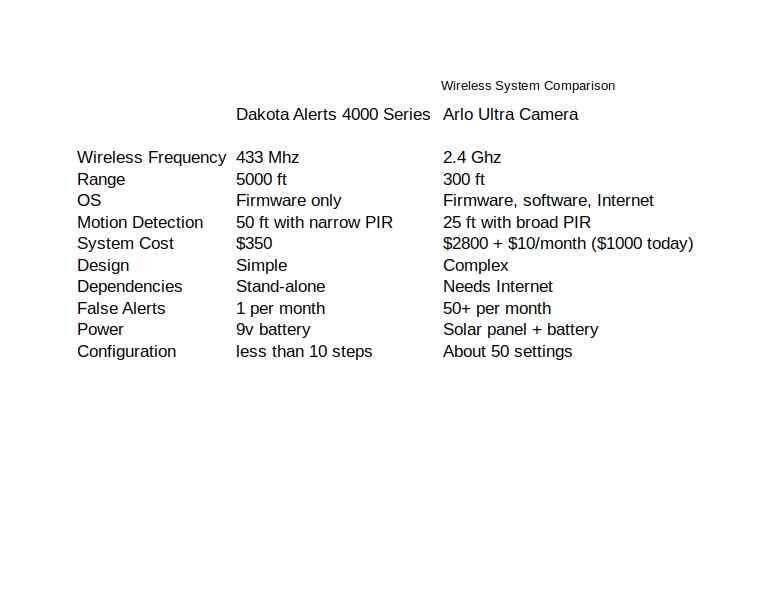 Wireless System Comparison
Dakota Alerts 4000 Series Arlo Ultra Camera
Wireless Frequency 433 Mhz 2.4 Ghz
Range 5000 ft 300 ft
OS Firmware only Firmware, software, Internet
Motion Detection 50 ft with narrow PIR 25 ft with broad PIR
System Cost $350 $2800 + $10/month ($1000 today)
Design Simple Complex
Dependencies Stand-alone Needs Internet
False Alerts 1 per month 50+ per month
Power 9v battery Solar panel + battery
Configuration less than 10 steps About 50 settings